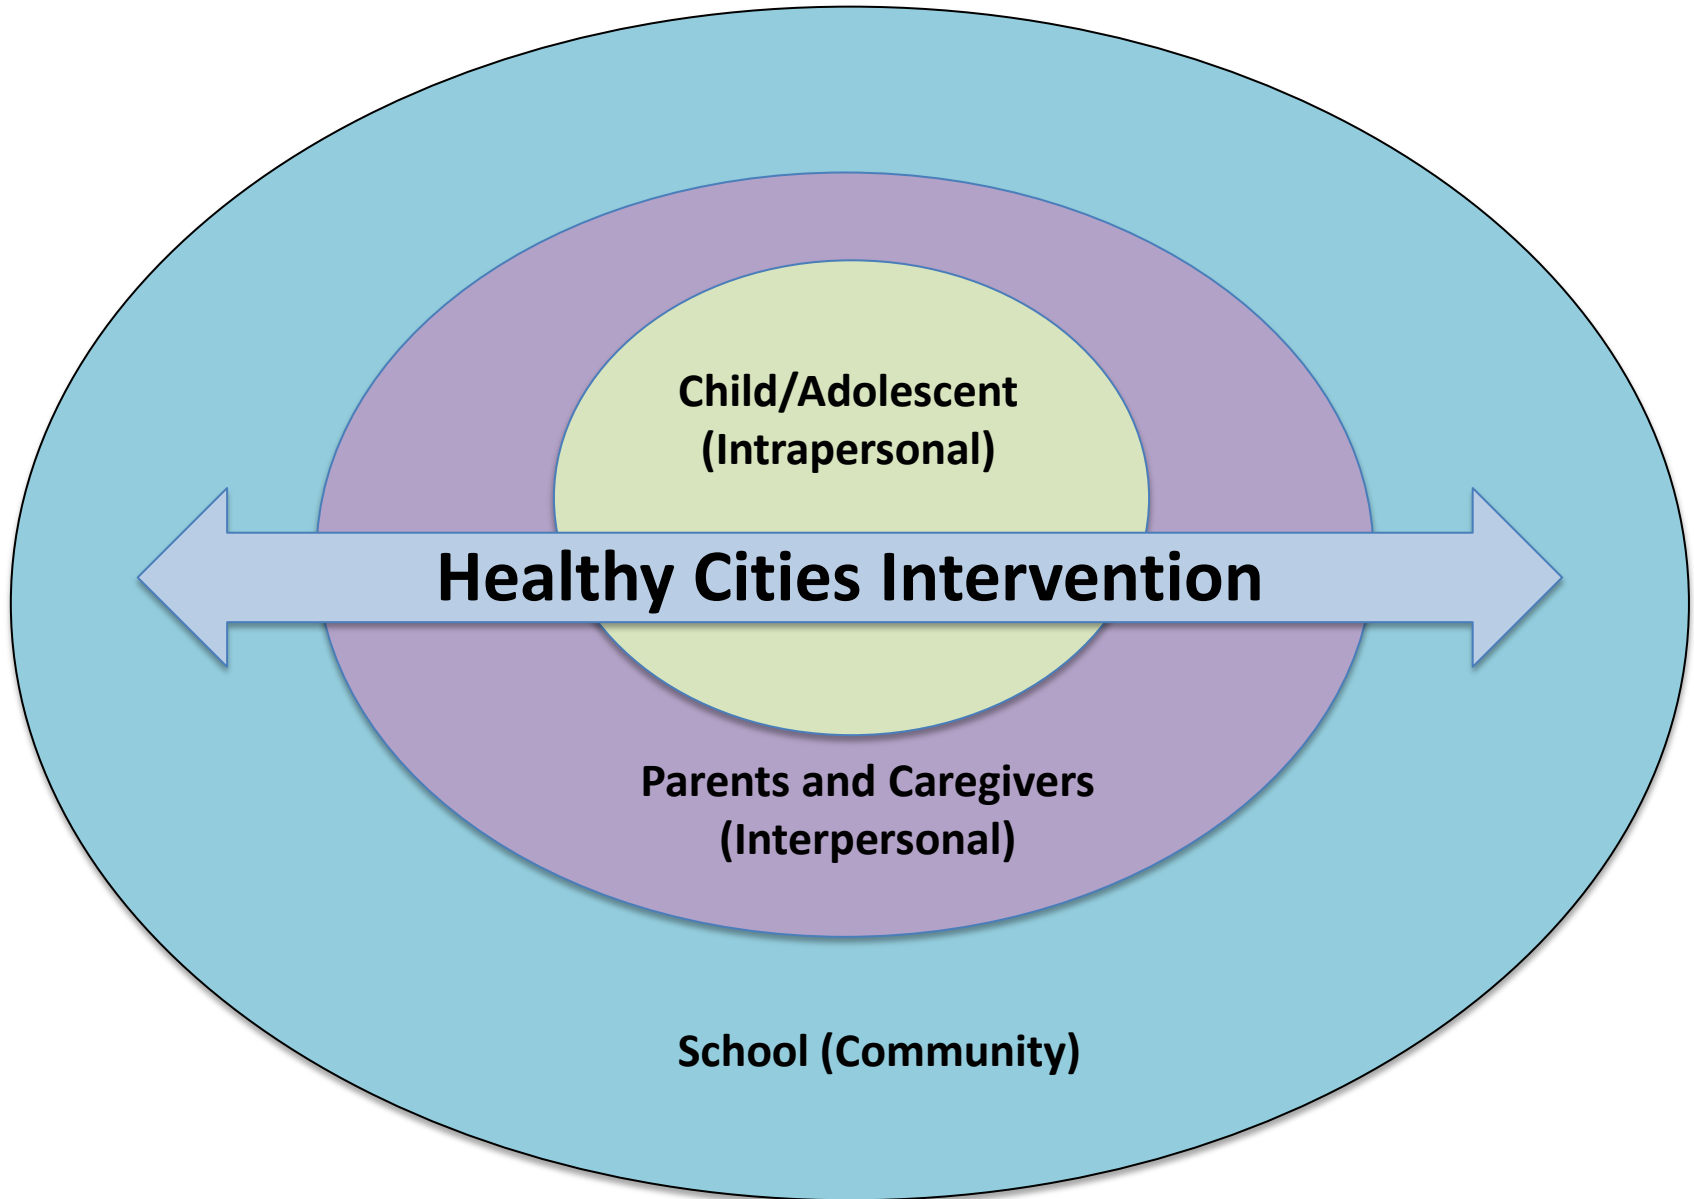 Child/Adolescent
(Intrapersonal)
Healthy Cities Intervention
Parents and Caregivers
(Interpersonal)
School (Community)